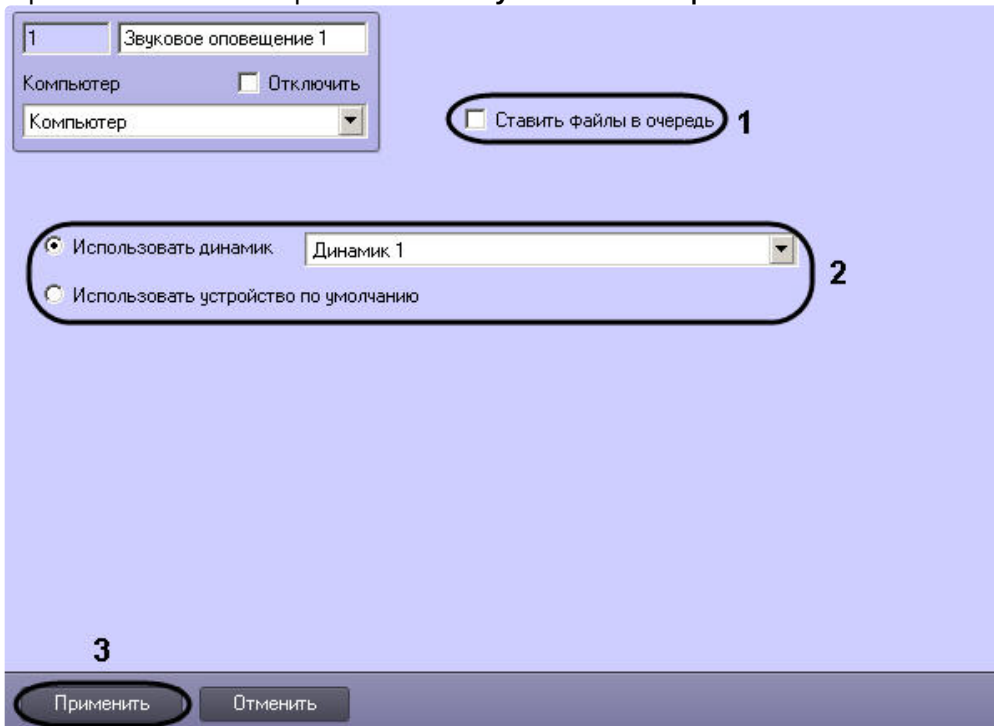 1 Звуковое оповещение 1
Компьютер Отключить
Компьютер
Ставить файлы в очередь 1
Использовать динамик Динамик 1
2
Использовать устройство по умолчанию
3
Применить Отменить